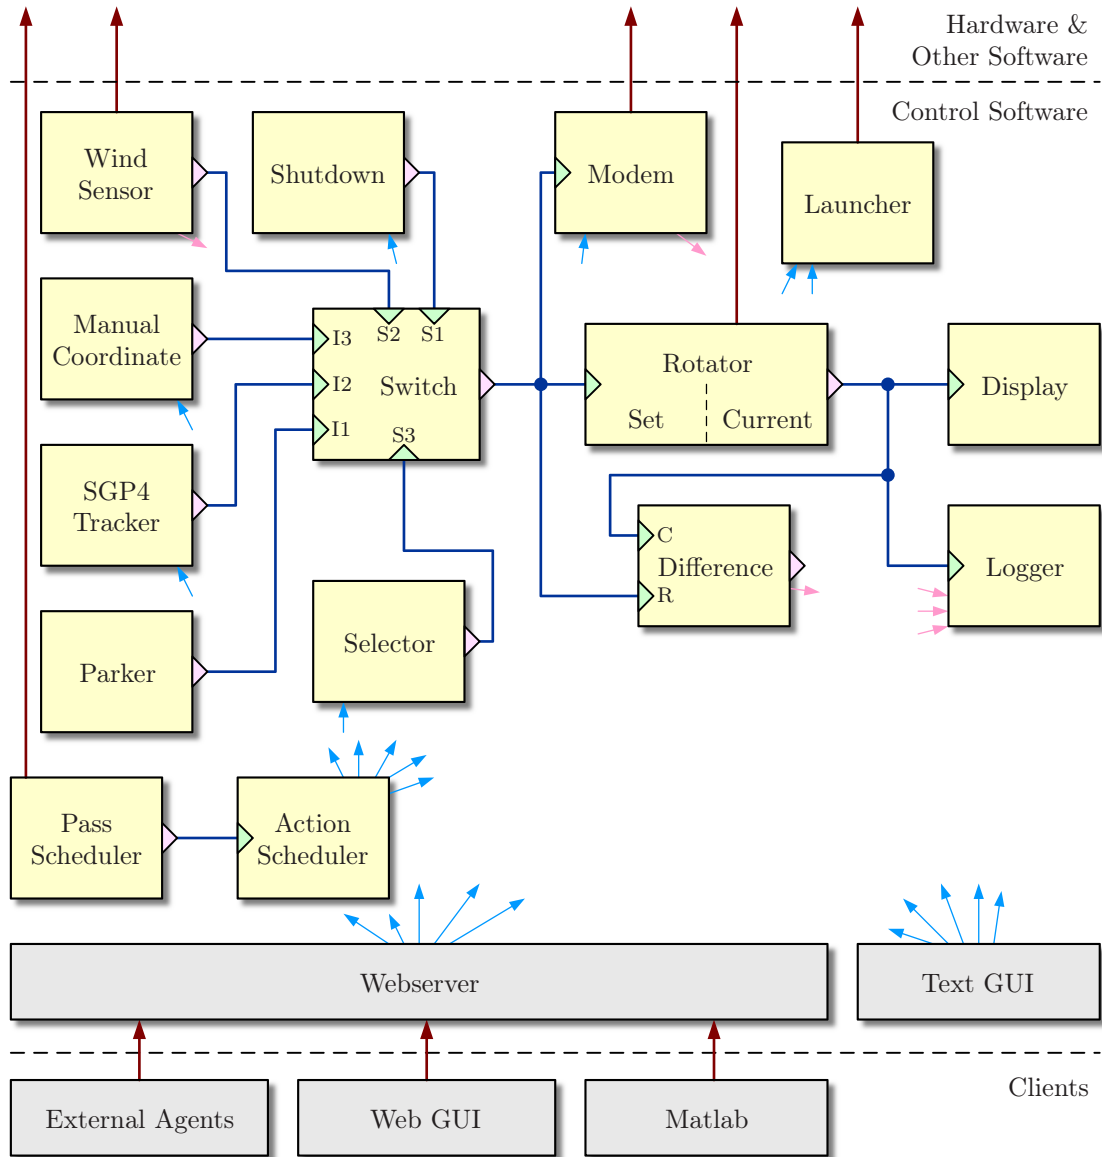 Hardware &
Other Software
Control Software
Wind
Sensor
Shutdown
Modem
Launcher
Manual
Coordinate
S2
S1
I3
I2
I1
Switch
S3
Rotator
Set
Current
Display
SGP4
Tracker
C
Difference
R
Logger
Parker
Selector
Pass
Scheduler
Action
Scheduler
Webserver
Text GUI
Clients
External Agents
Web GUI
Matlab